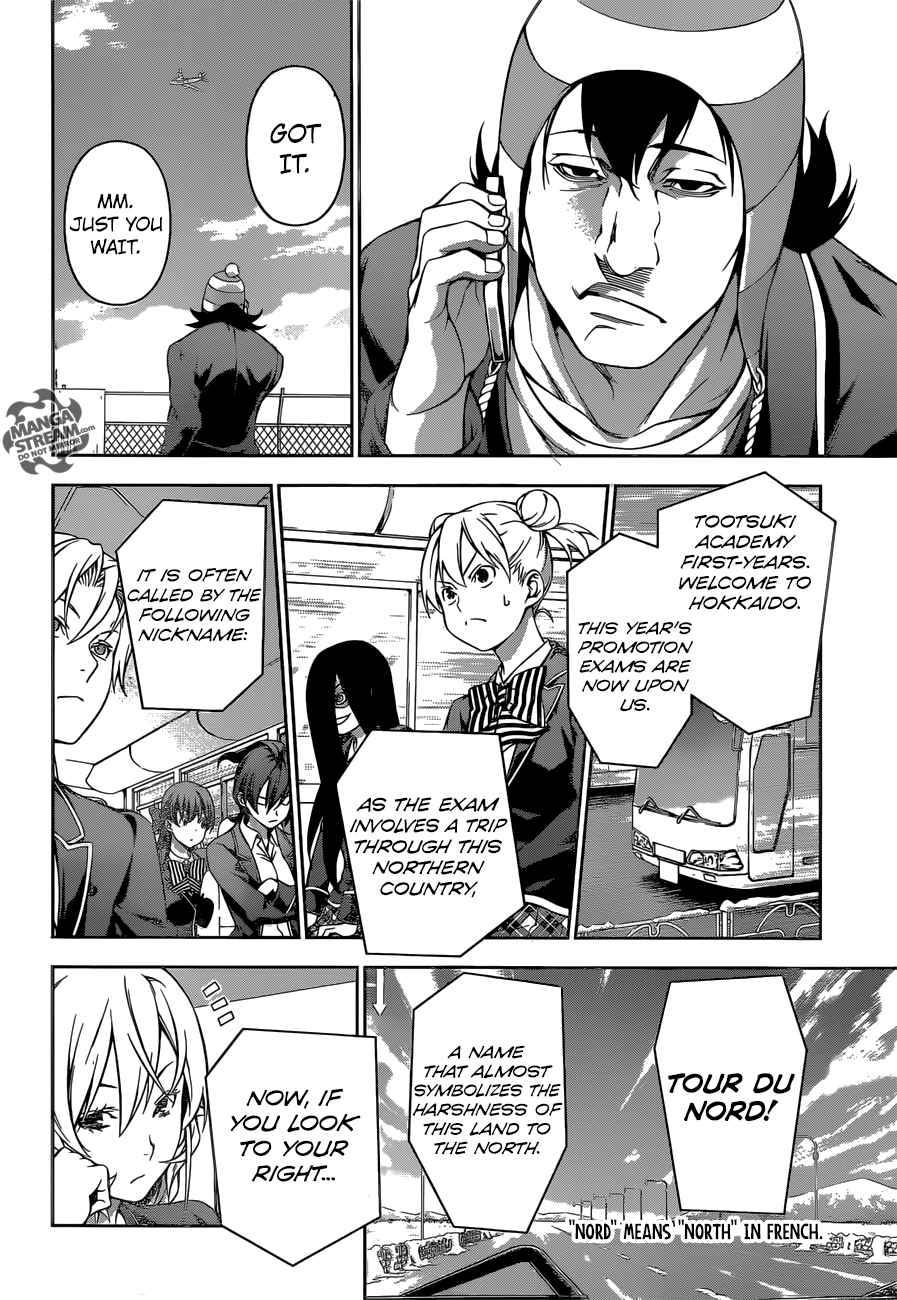 GOT
IT.
MM.
JUST YOU
WAIT.
MANGA
STREAM.com
TOOTSUKI
ACADEMY
FIRST-YEARS.
WELCOME TO
HOKKAIDO.
THIS YEAR'S
PROMOTION
EXAMS ARE
NOW UPON
US.
AS THE EXAM
INVOLVES A TRIP
THROUGH THIS
NORTHERN
COUNTRY,
IT IS OFTEN
CALLED BY THE
FOLLOWING
NICKNAME:
TOUR DU
NORD!
A NAME
THAT ALMOST
SYMBOLIZES THE
HARSHNESS OF
THIS LAND TO
THE NORTH.
"NORD" MEANS "NORTH" IN FRENCH.
NOW, IF
YOU LOOK
TO YOUR
RIGHT...